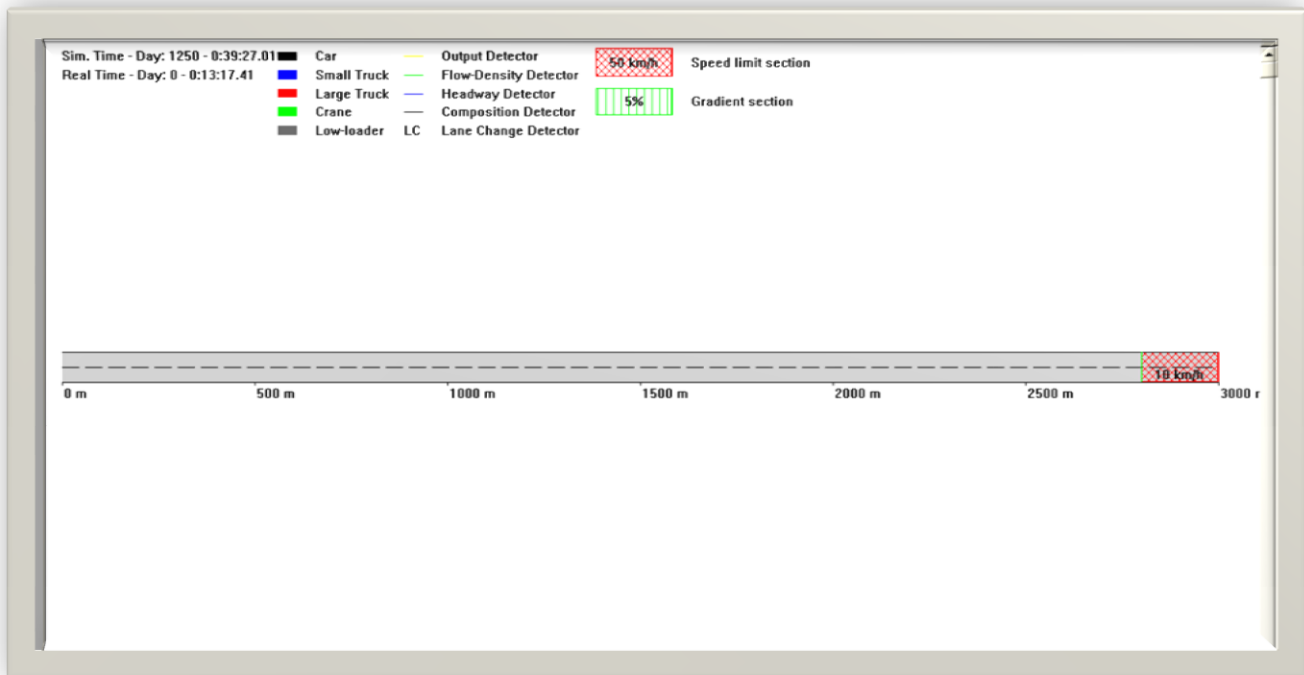 Sim. Time - Day: 1250 - 0:39:27.01
Real Time - Day: 0 - 0:13:17.41
Car
Small Truck
Large Truck
Crane
Low-loader
Output Detector
Flow-Density Detector
Headway Detector
Composition Detector
LC Lane Change Detector
50 km/h Speed limit section
5% Gradient section
10 km/h
0 m 500 m 1000 m 1500 m 2000 m 2500 m 3000 r